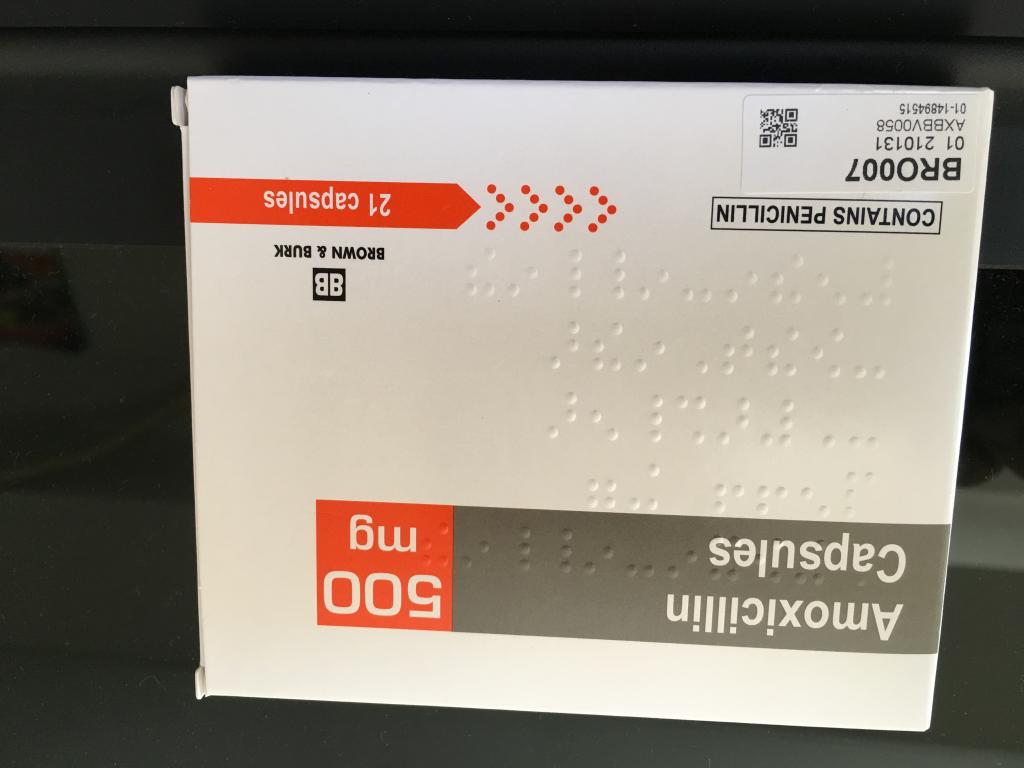 Amoxicillin
Capsules
500
mg
BB
BROWN & BURK
21 capsules
CONTAINS PENICILLIN
BRO007
01 210131
AXBBV0058
01-14894515